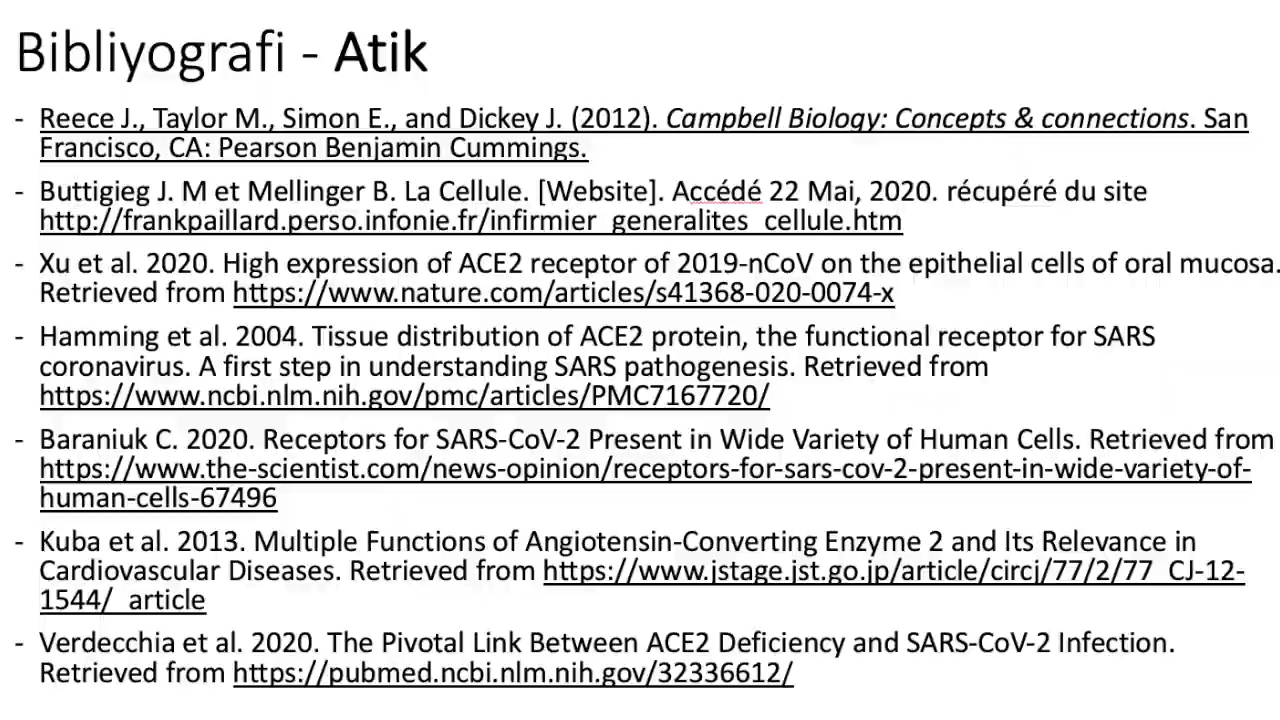 Bibliyografi - Atik
- Reece J., Taylor M., Simon E., and Dickey J. (2012). Campbell Biology: Concepts & connections. San
Francisco, CA: Pearson Benjamin Cummings.
- Buttigieg J. M et Mellinger B. La Cellule. [Website]. Accédé 22 Mai, 2020. récupéré du site
http://frankpaillard.perso.infonie.fr/infirmier_generalites_cellule.htm
- Xu et al. 2020. High expression of ACE2 receptor of 2019-nCoV on the epithelial cells of oral mucosa.
Retrieved from https://www.nature.com/articles/s41368-020-0074-x
- Hamming et al. 2004. Tissue distribution of ACE2 protein, the functional receptor for SARS
coronavirus. A first step in understanding SARS pathogenesis. Retrieved from
https://www.ncbi.nlm.nih.gov/pmc/articles/PMC7167720/
- Baraniuk C. 2020. Receptors for SARS-CoV-2 Present in Wide Variety of Human Cells. Retrieved from
https://www.the-scientist.com/news-opinion/receptors-for-sars-cov-2-present-in-wide-variety-of-
human-cells-67496
- Kuba et al. 2013. Multiple Functions of Angiotensin-Converting Enzyme 2 and Its Relevance in
Cardiovascular Diseases. Retrieved from https://www.jstage.jst.go.jp/article/circj/77/2/77_CJ-12-
1544/_article
- Verdecchia et al. 2020. The Pivotal Link Between ACE2 Deficiency and SARS-CoV-2 Infection.
Retrieved from https://pubmed.ncbi.nlm.nih.gov/32336612/